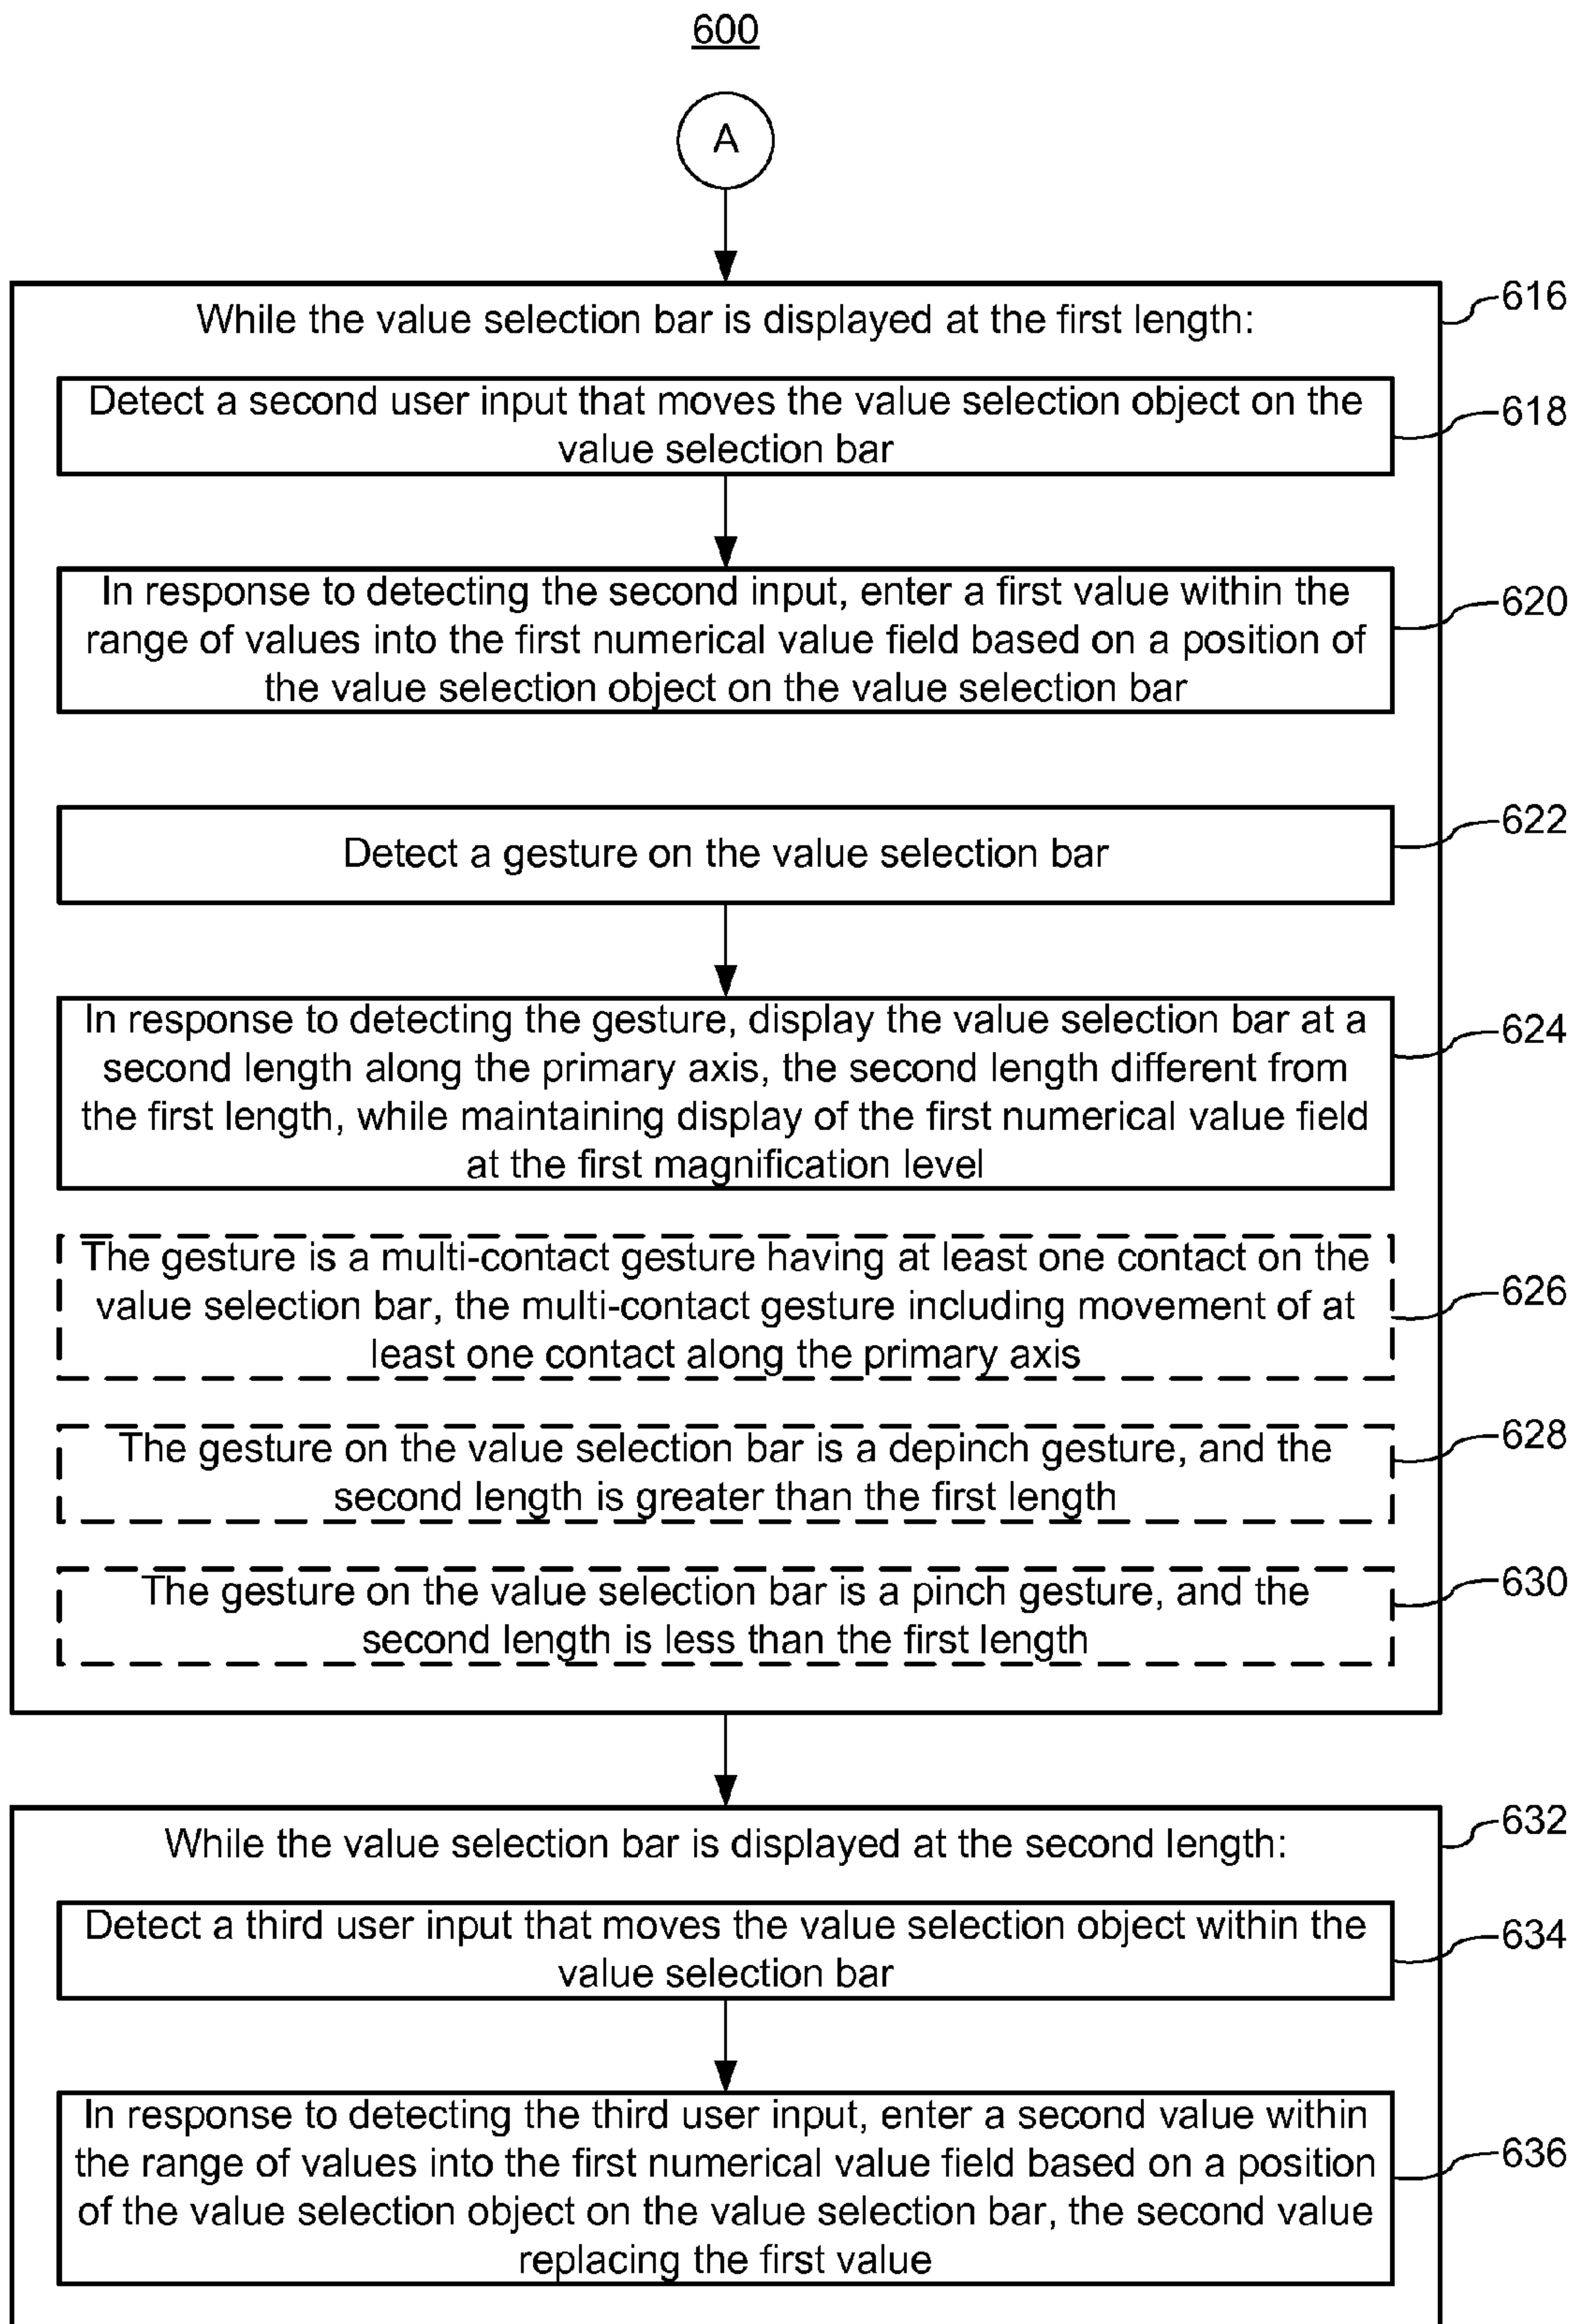 600
A
616
While the value selection bar is displayed at the first length:
618
Detect a second user input that moves the value selection object on the
value selection bar
620
In response to detecting the second input, enter a first value within the
range of values into the first numerical value field based on a position of
the value selection object on the value selection bar
622
Detect a gesture on the value selection bar
624
In response to detecting the gesture, display the value selection bar at a
second length along the primary axis, the second length different from
the first length, while maintaining display of the first numerical value field
at the first magnification level
626
The gesture is a multi-contact gesture having at least one contact on the
value selection bar, the multi-contact gesture including movement of at
least one contact along the primary axis
628
The gesture on the value selection bar is a depinch gesture, and the
second length is greater than the first length
630
The gesture on the value selection bar is a pinch gesture, and the
second length is less than the first length
632
While the value selection bar is displayed at the second length:
634
Detect a third user input that moves the value selection object within the
value selection bar
636
In response to detecting the third user input, enter a second value within
the range of values into the first numerical value field based on a position
of the value selection object on the value selection bar, the second value
replacing the first value